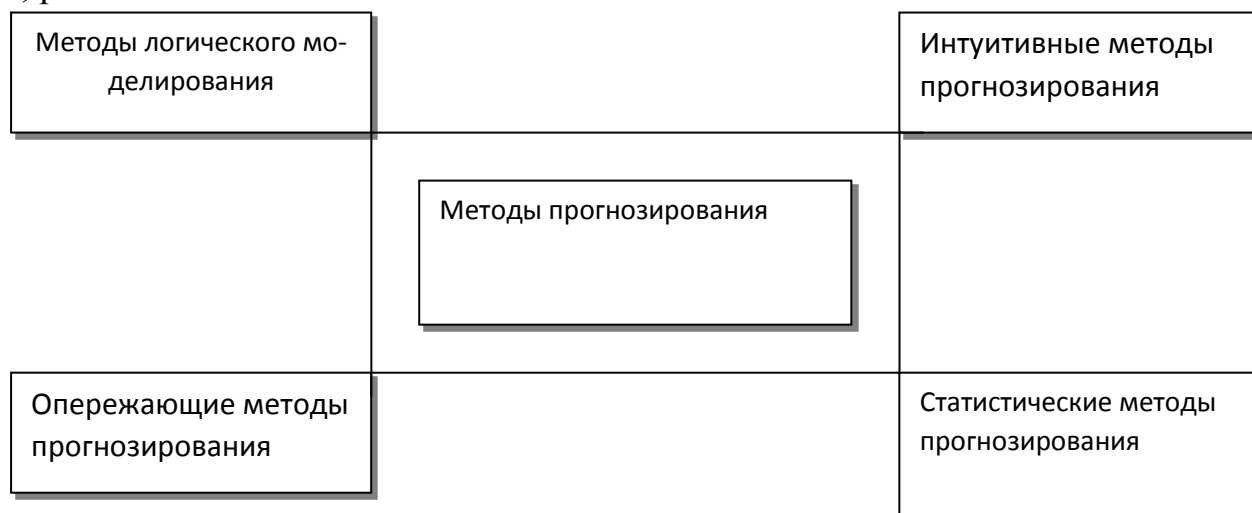 Методы логического мо-
делирования
Интуитивные методы
прогнозирования
Методы прогнозирования
Опережающие методы
прогнозирования
Статистические методы
прогнозирования